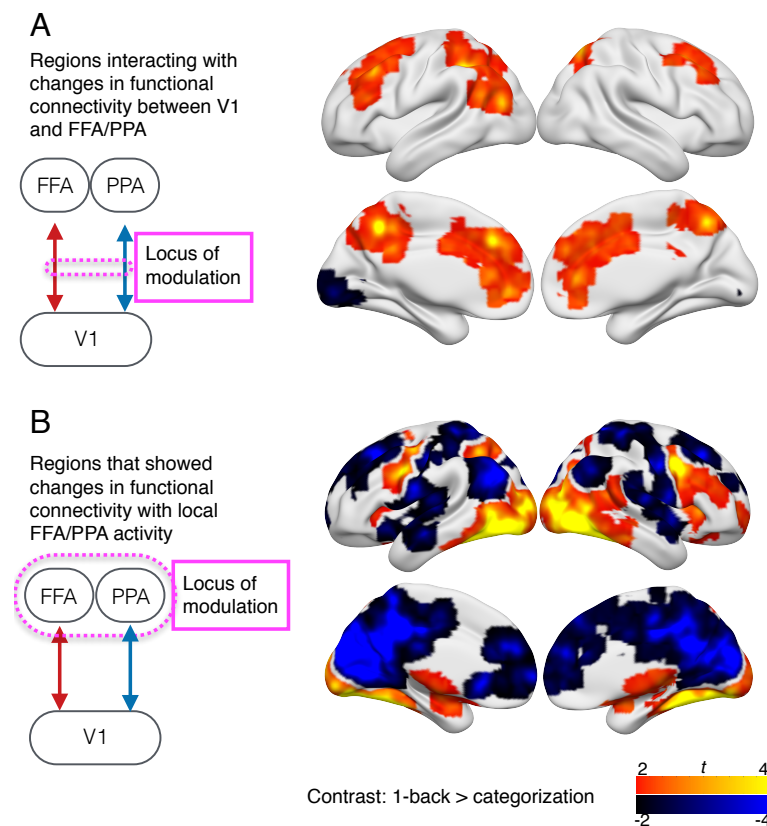 A
Regions interacting with
changes in functional
connectivity between V1
and FFA/PPA
FFA PPA
Locus of
modulation
V1
B
Regions that showed
changes in functional
connectivity with local
FFA/PPA activity
FFA PPA
Locus of
modulation
V1
Contrast: 1-back > categorization
2 t 4
-2 -4